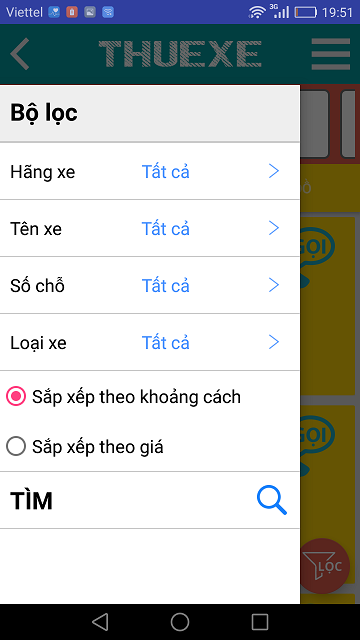 Viettel 3G 19:51
THUEXE
Bộ lọc
Hãng xe Tất cả
Tên xe Tất cả
GỌI
Số chỗ Tất cả
Loại xe Tất cả
Sắp xếp theo khoảng cách
Sắp xếp theo giá
GỌI
TÌM
LỌC